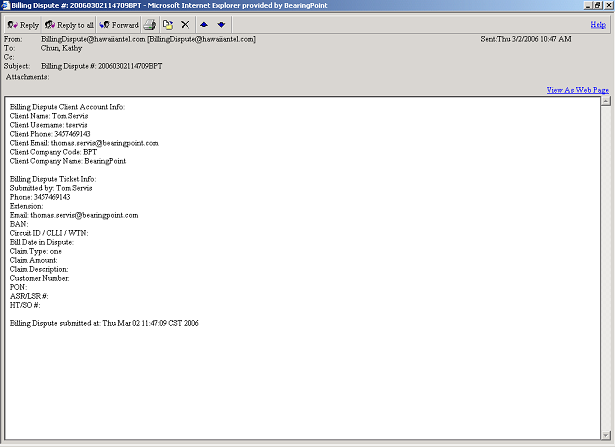 Billing Dispute #: 20060302114709BPT - Microsoft Internet Explorer provided by BearingPoint
Reply Reply to all Forward Help
From: BillingDispute@hawaiiantel.com [BillingDispute@hawaiiantel.com] Sent:Thu 3/2/2006 10:47 AM
To: Chun, Kathy
Cc:
Subject: Billing Dispute #: 20060302114709BPT
Attachments:
View As Web Page
Billing Dispute Client Account Info:
Client Name: Tom Servis
Client Username: tservis
Client Phone: 3457469143
Client Email: thomas.servis@bearingpoint.com
Client Company Code: BPT
Client Company Name: BearingPoint
Billing Dispute Ticket Info:
Submitted by: Tom Servis
Phone: 3457469143
Extension:
Email: thomas.servis@bearingpoint.com
BAN:
Circuit ID / CLLI / WTN:
Bill Date in Dispute:
Claim Type: one
Claim Amount:
Claim Description:
Customer Number:
PON:
ASR/LSR #:
HT/SO #:
Billing Dispute submitted at: Thu Mar 02 11:47:09 CST 2006